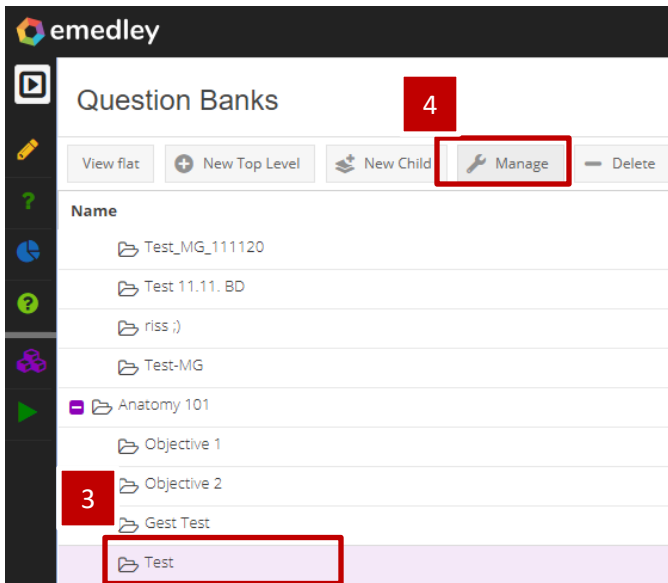 emedley
Question Banks
4
View flat New Top Level New Child Manage Delete
Name
Test_MG_111120
Test 11.11. BD
riss ;)
Test-MG
Anatomy 101
Objective 1
Objective 2
3
Gest Test
Test